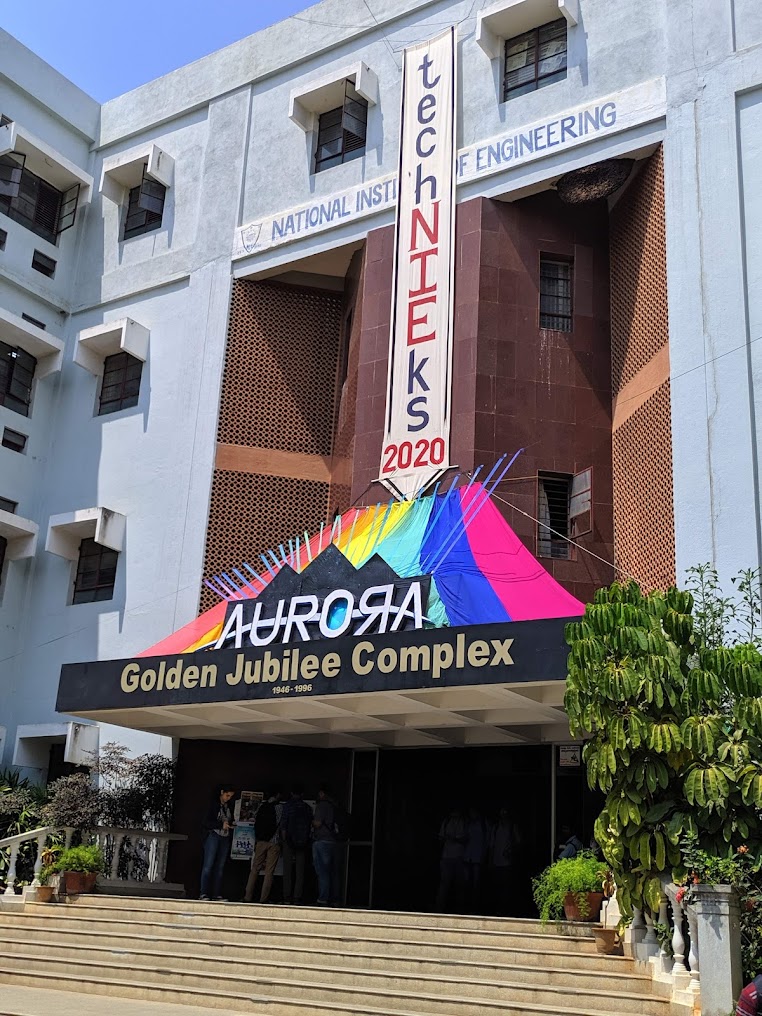 techNIEks
2020
NATIONAL INSTI OF ENGINEERING
AURORA
Golden Jubilee Complex
1946-1996